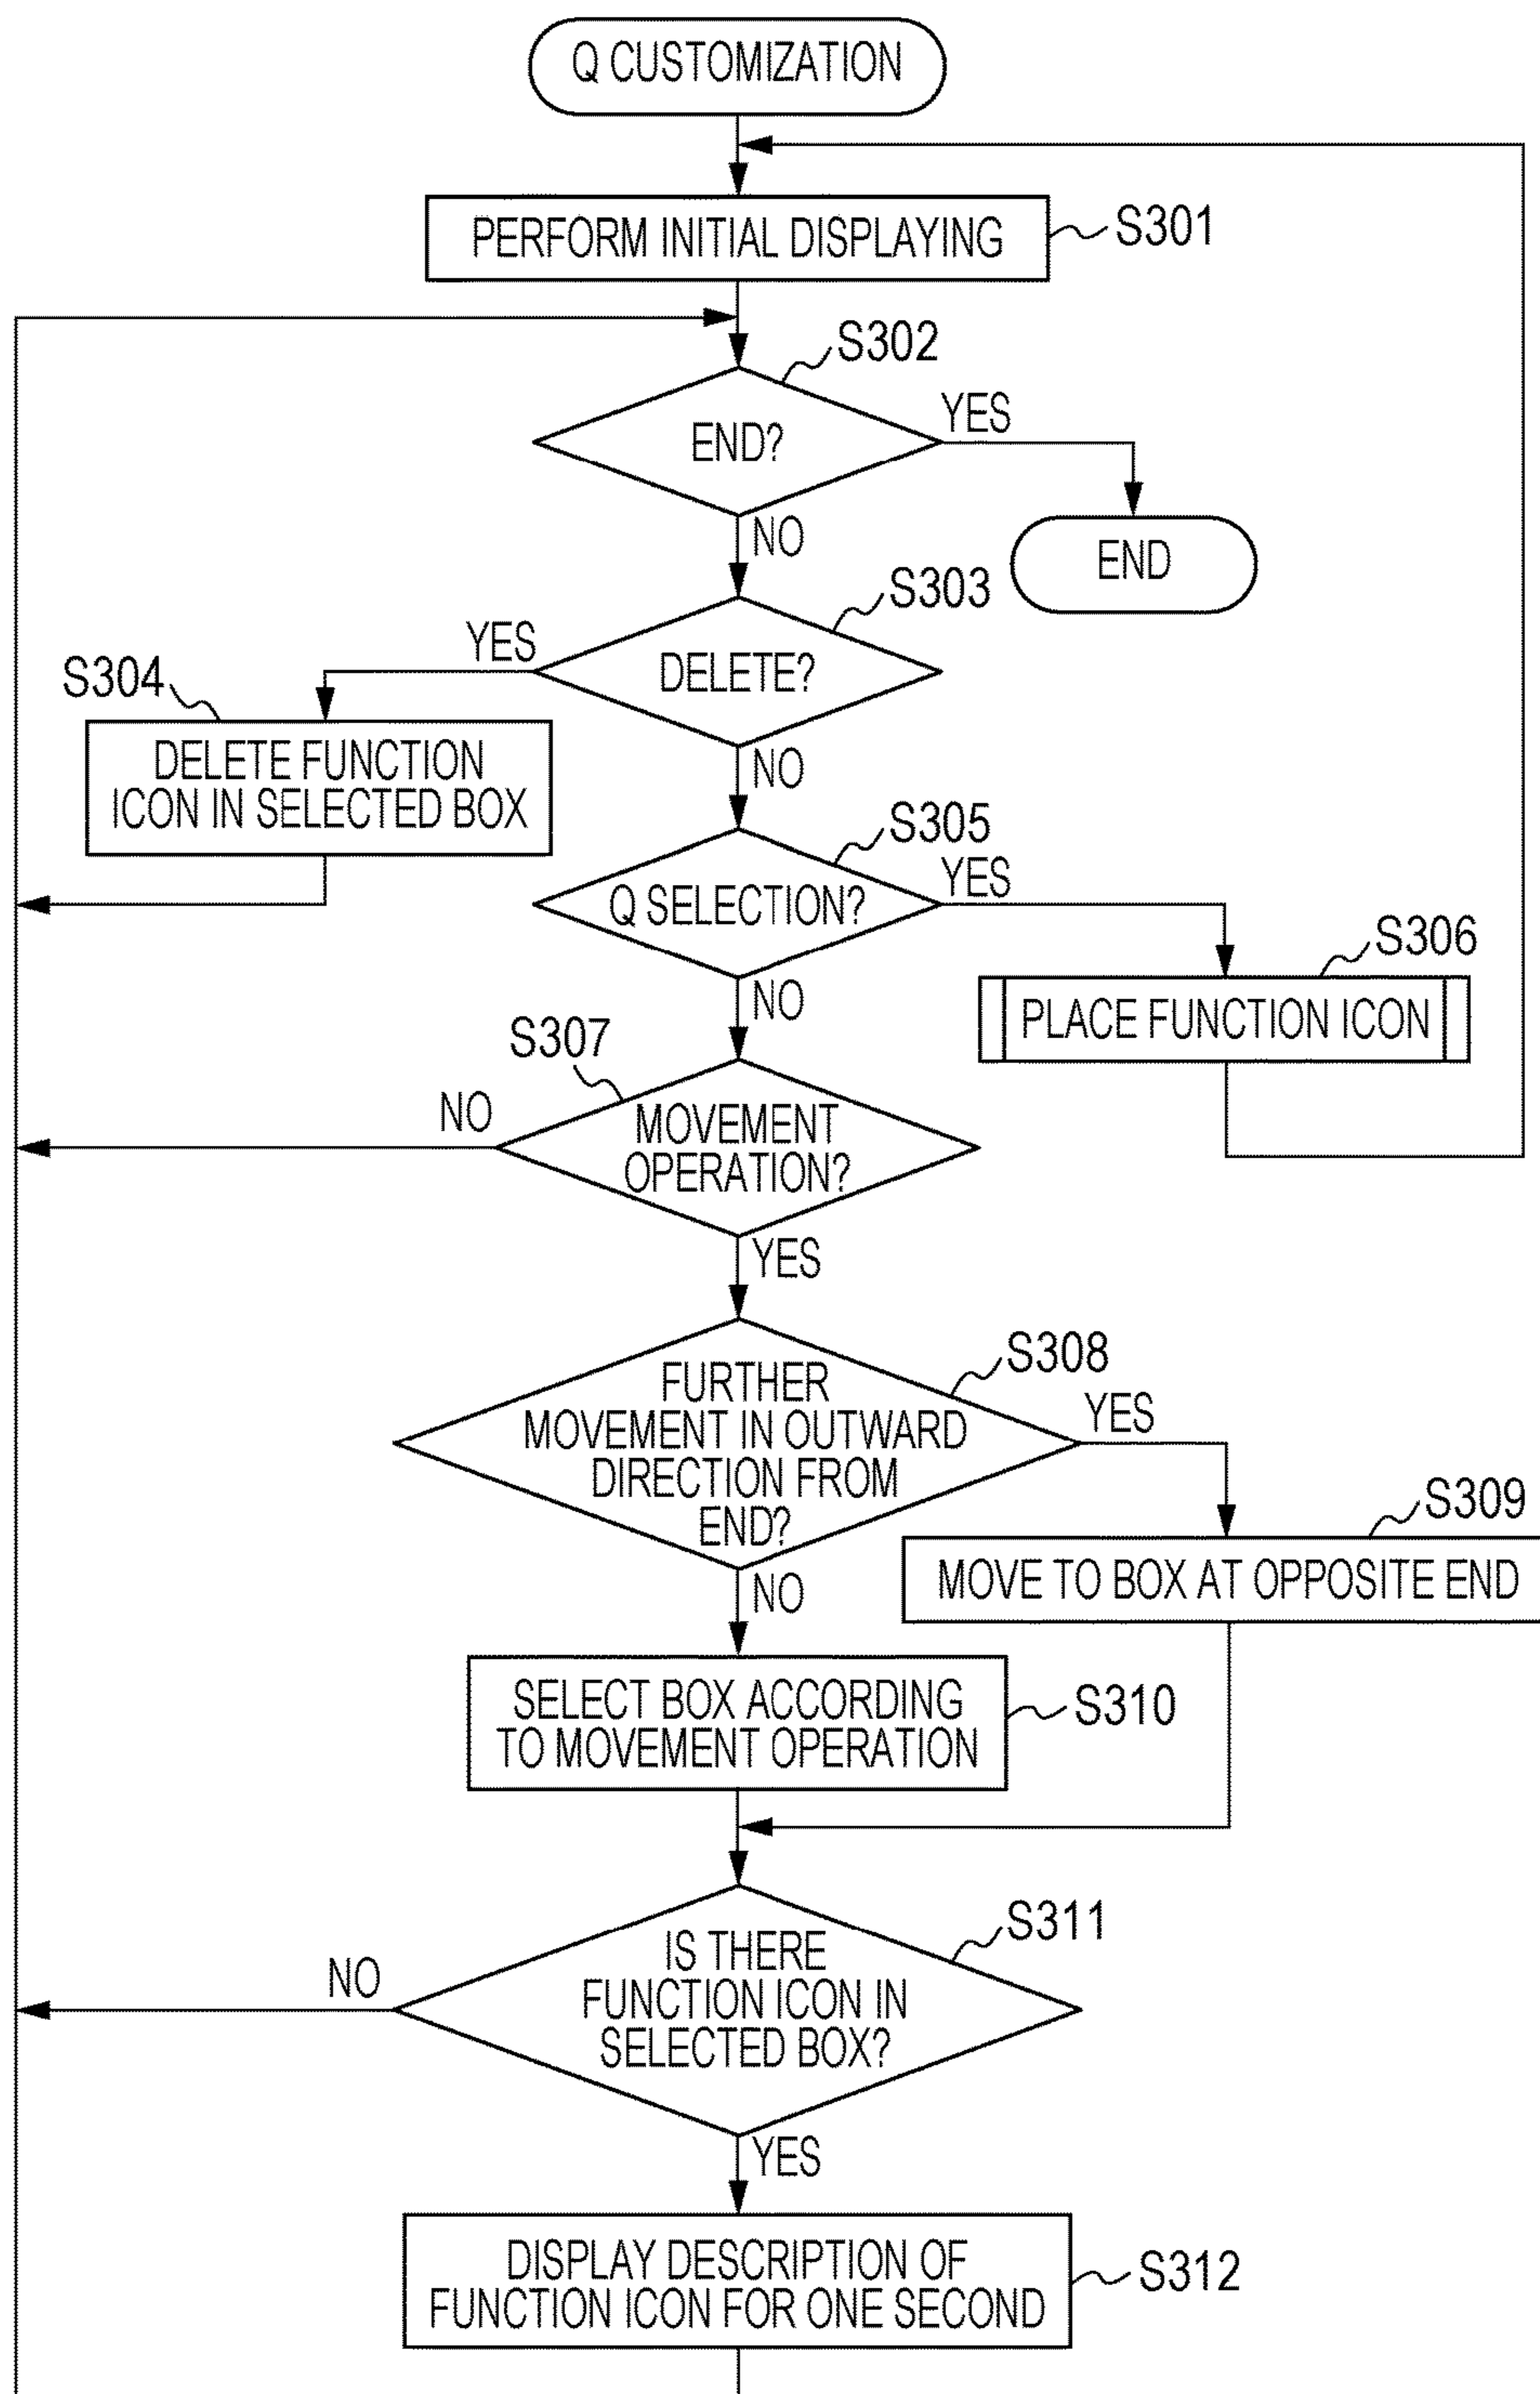 Q CUSTOMIZATION
PERFORM INITIAL DISPLAYING
S301
S302
END?
YES
NO
END
S303
YES
DELETE?
S304
DELETE FUNCTION
ICON IN SELECTED BOX
NO
S305
Q SELECTION?
YES
S306
PLACE FUNCTION ICON
NO
S307
NO
MOVEMENT
OPERATION?
YES
S308
FURTHER
MOVEMENT IN OUTWARD
DIRECTION FROM
END?
YES
S309
MOVE TO BOX AT OPPOSITE END
NO
SELECT BOX ACCORDING
TO MOVEMENT OPERATION
S310
S311
IS THERE
FUNCTION ICON IN
SELECTED BOX?
NO
YES
DISPLAY DESCRIPTION OF
FUNCTION ICON FOR ONE SECOND
S312